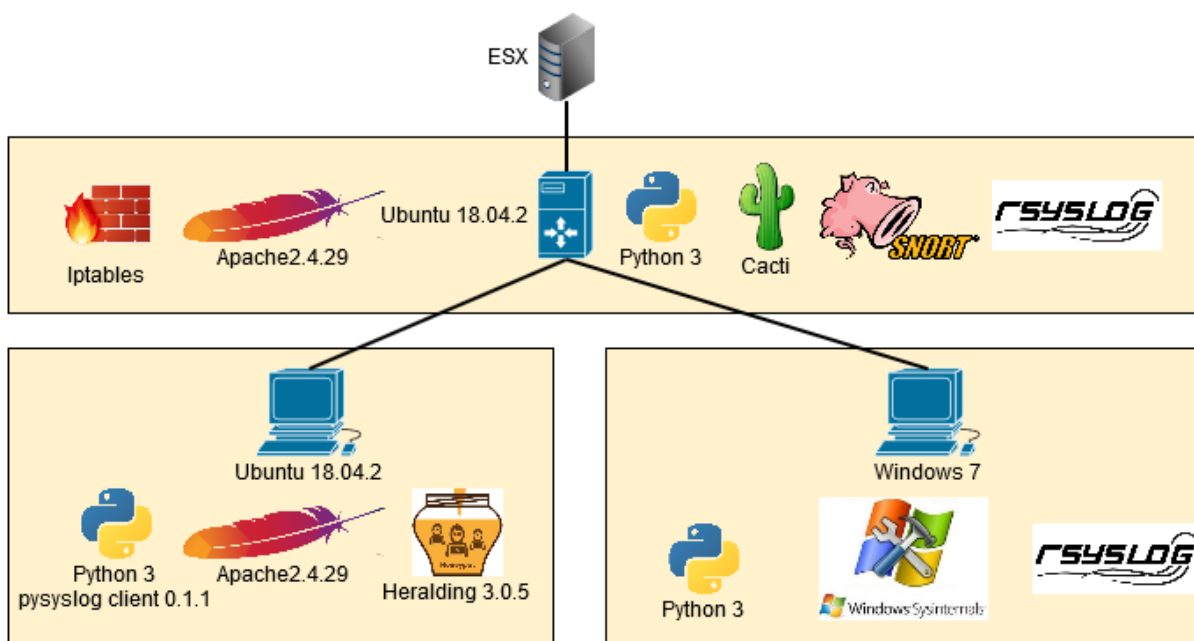 ESX
Iptables
Apache2.4.29
Ubuntu 18.04.2
Python 3
Cacti
SNORT
rsyslog
Ubuntu 18.04.2
Python 3
pysyslog client 0.1.1
Apache2.4.29
Heralding 3.0.5
Windows 7
Python 3
Windows Sysinternals
rsyslog